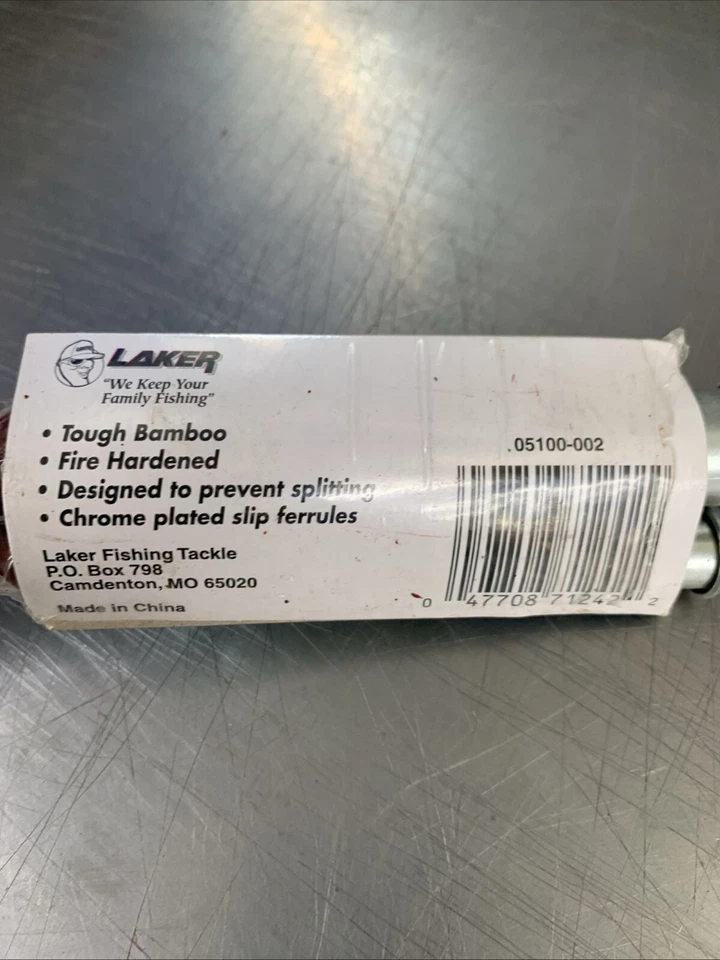 LAKER
"We Keep Your
Family Fishing"
• Tough Bamboo
• Fire Hardened
• Designed to prevent splitting
• Chrome plated slip ferrules
Laker Fishing Tackle
P.O. Box 798
Camdenton, MO 65020
Made in China
05100-002
0 47708 71242 2